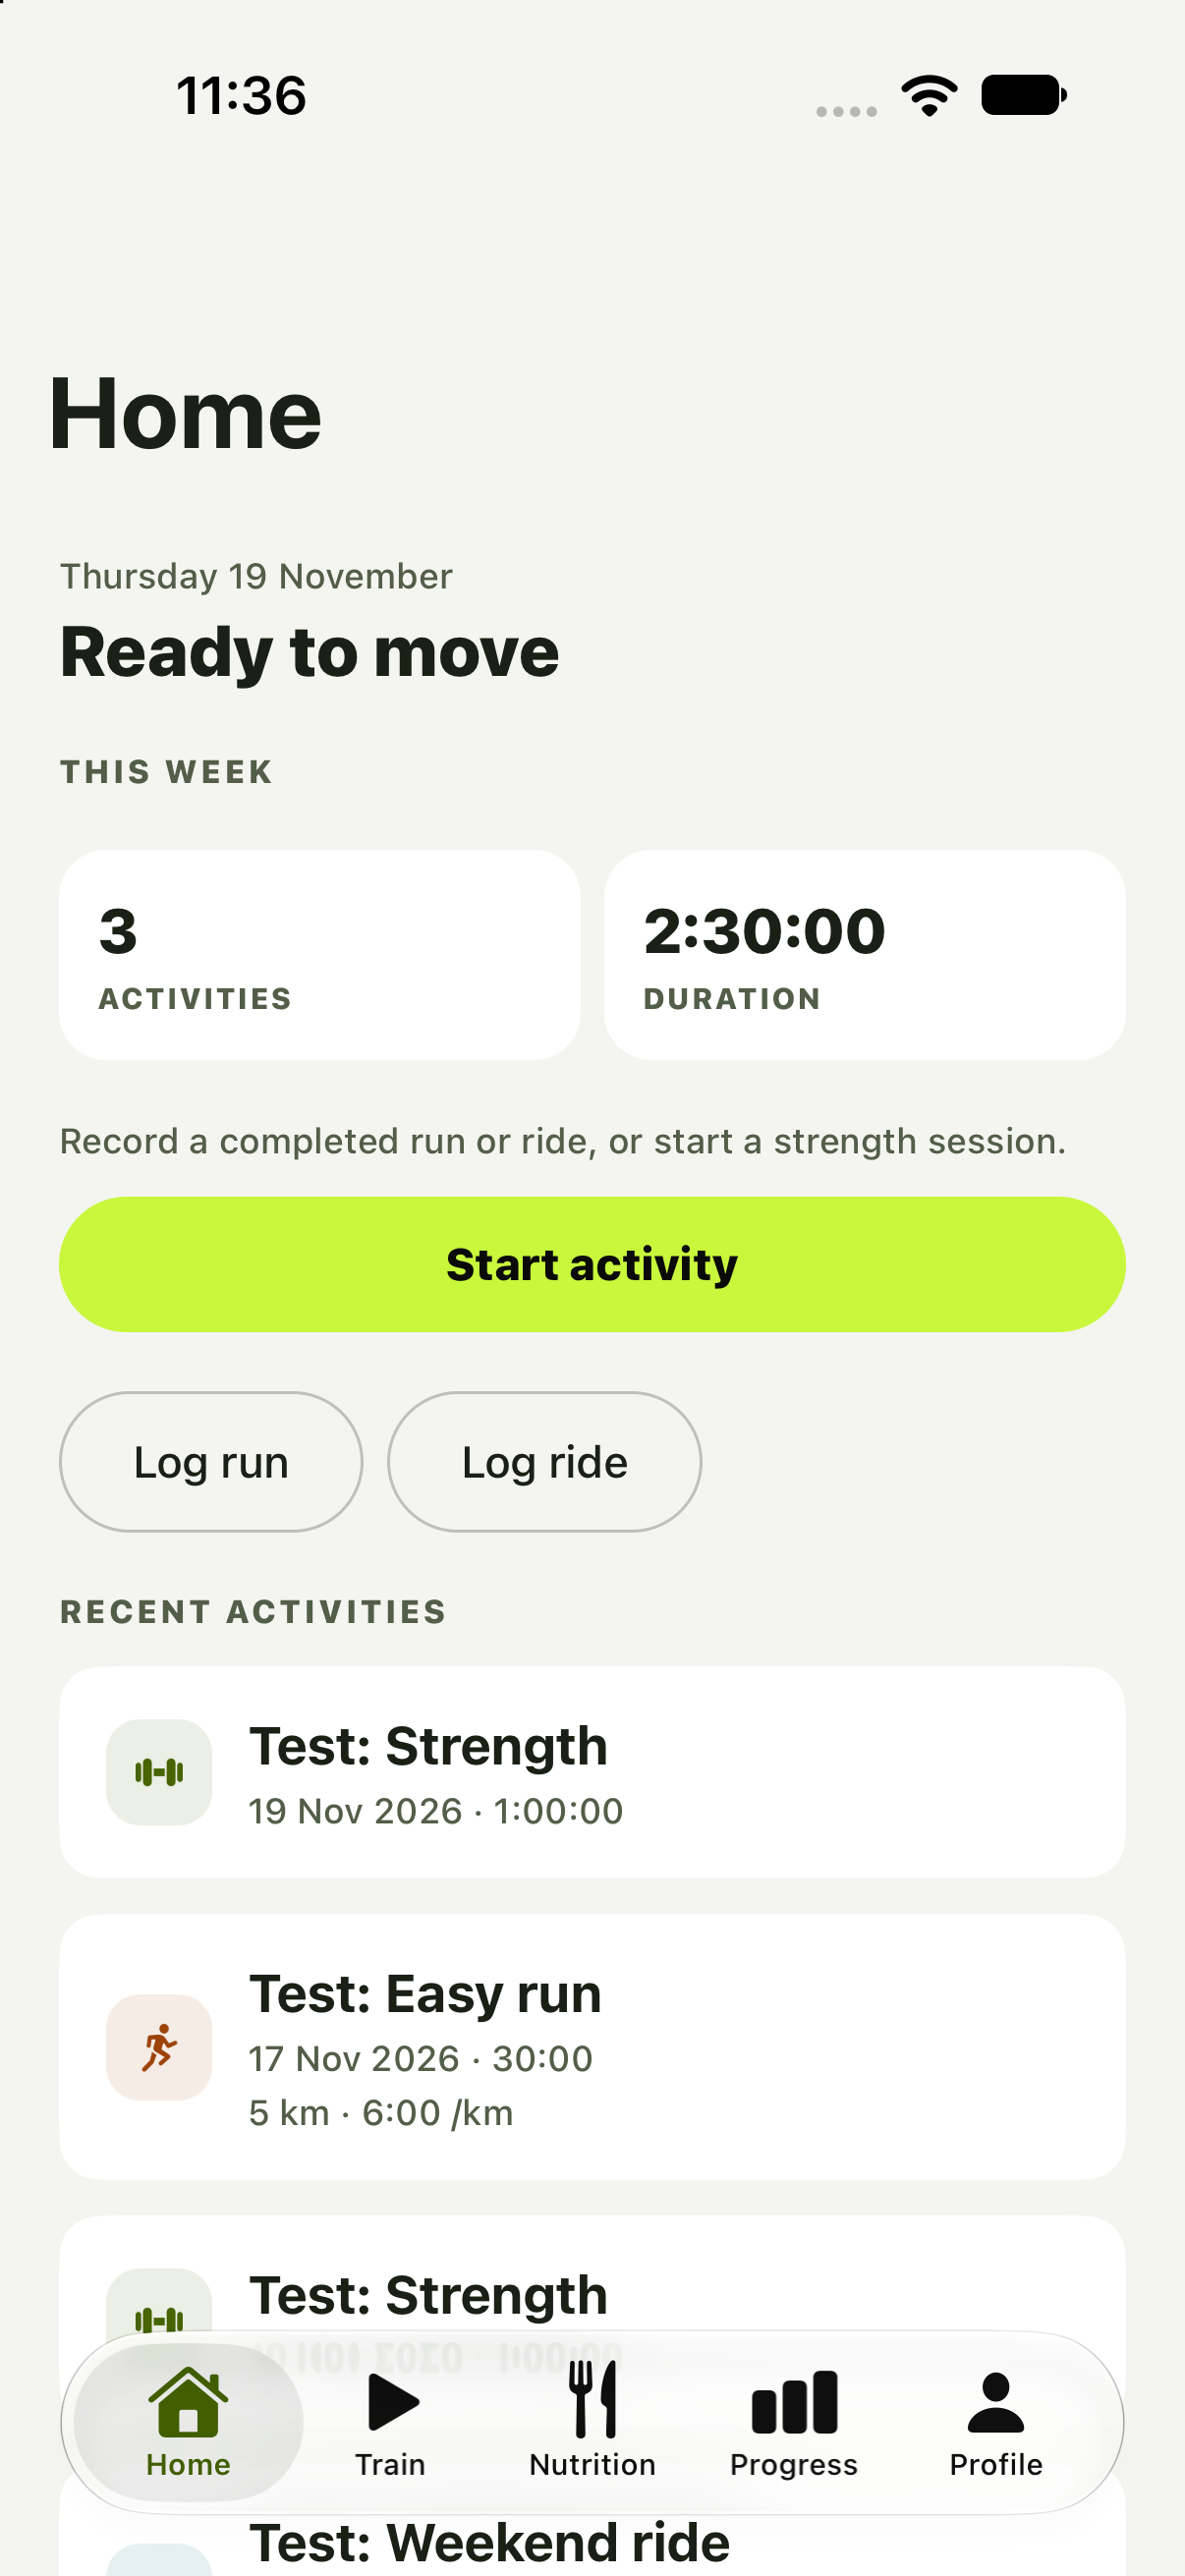 11:36
Home
Thursday 19 November
Ready to move
THIS WEEK
3
ACTIVITIES
2:30:00
DURATION
Record a completed run or ride, or start a strength session.
Start activity
Log run
Log ride
RECENT ACTIVITIES
Test: Strength
19 Nov 2026 · 1:00:00
Test: Easy run
17 Nov 2026 · 30:00
5 km · 6:00 /km
Test: Strength
Home
Train
Nutrition
Progress
Profile
Test: Weekend ride